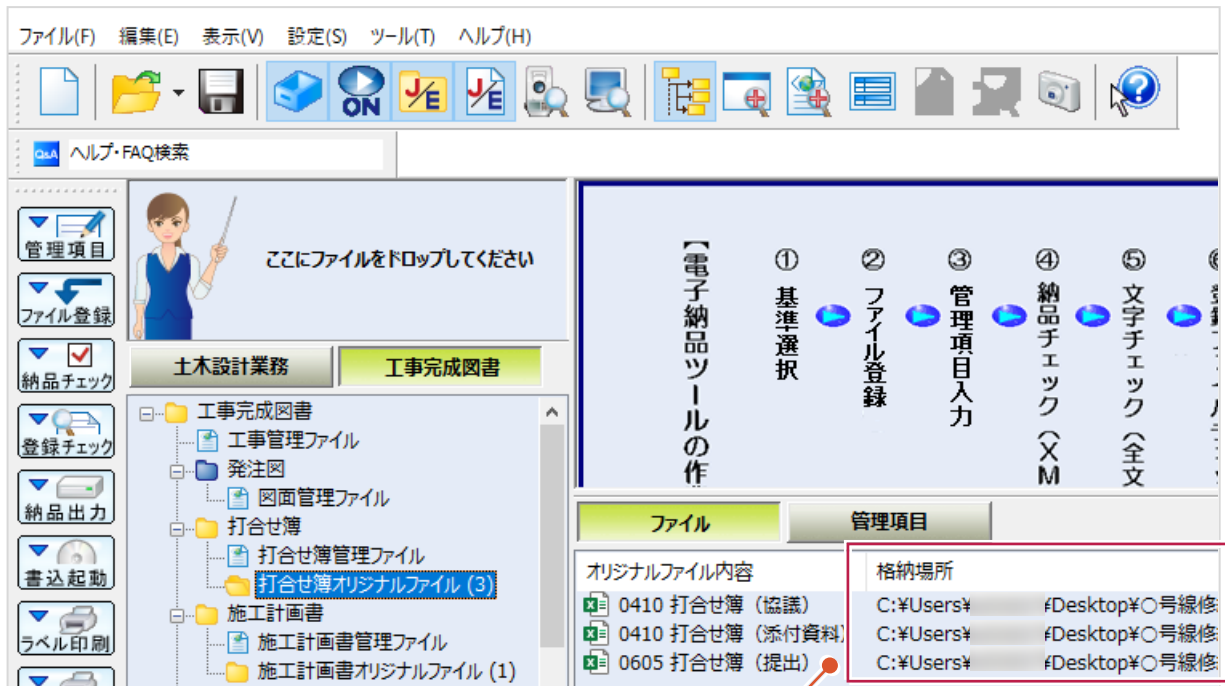 ファイル(F) 編集(E) 表示(V) 設定(S) ツール(T) ヘルプ(H)
ON
J/E
J/E
Q&A ヘルプ・FAQ検索
管理項目
ファイル登録
納品チェック
登録チェック
納品出力
書込起動
ラベル印刷
ここにファイルをドロップしてください
土木設計業務 工事完成図書
工事完成図書
工事管理ファイル
発注図
図面管理ファイル
打合せ簿
打合せ簿管理ファイル
打合せ簿オリジナルファイル (3)
施工計画書
施工計画書管理ファイル
施工計画書オリジナルファイル (1)
【電子納品ツールの作
① 基準選択
② ファイル登録
③ 管理項目入力
④ 納品チェック（XM
⑤ 文字チェック（全文
ファイル 管理項目
オリジナルファイル内容 格納場所
0410 打合せ簿（協議） C:¥Users¥ ¥Desktop¥〇号線修
0410 打合せ簿（添付資料） C:¥Users¥ ¥Desktop¥〇号線修
0605 打合せ簿（提出） C:¥Users¥ ¥Desktop¥〇号線修